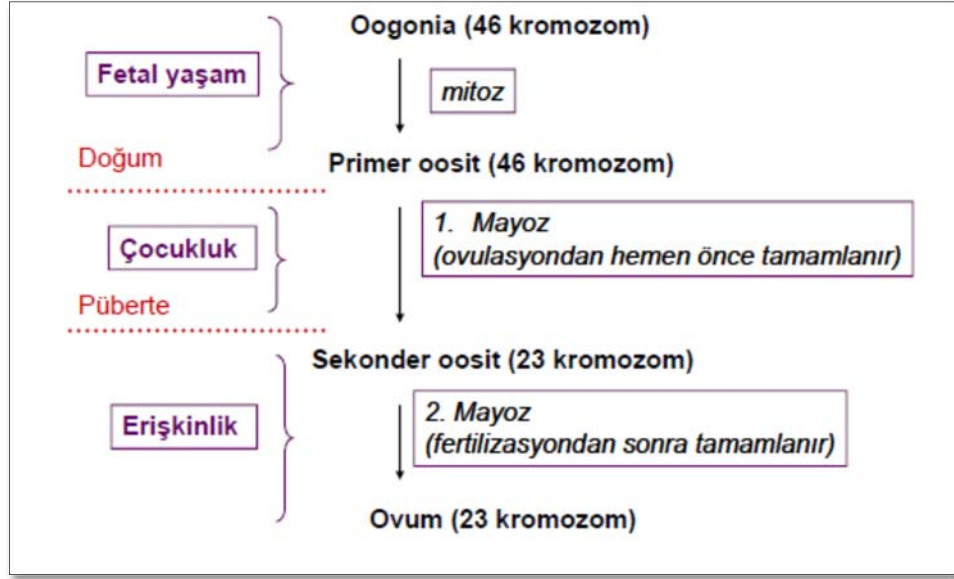 Oogonia (46 kromozom)
Fetal yaşam
mitoz
Doğum
Primer oosit (46 kromozom)
1. Mayoz
(ovulasyondan hemen önce tamamlanır)
Çocukluk
Püberte
Sekonder oosit (23 kromozom)
2. Mayoz
(fertilizasyondan sonra tamamlanır)
Erişkinlik
Ovum (23 kromozom)